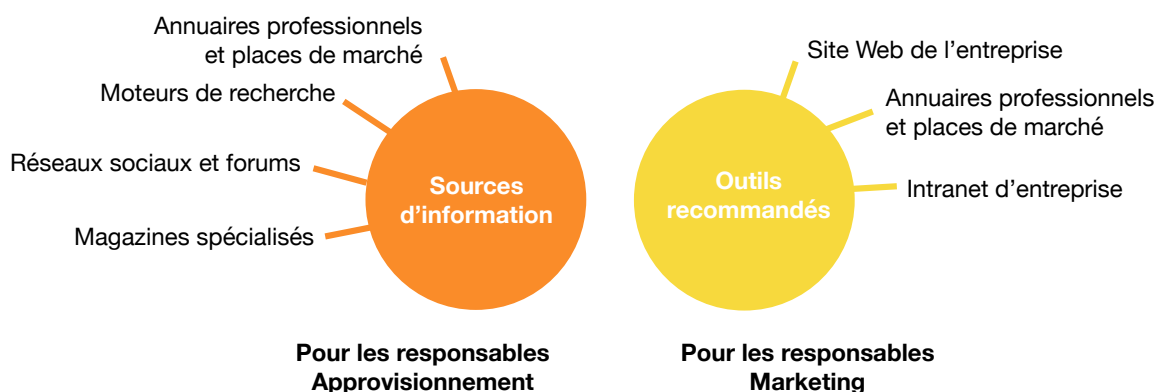 Annuaires professionnels
et places de marché
Moteurs de recherche
Réseaux sociaux et forums
Magazines spécialisés
Sources
d’information
Pour les responsables
Approvisionnement
Site Web de l’entreprise
Annuaires professionnels
et places de marché
Intranet d’entreprise
Outils
recommandés
Pour les responsables
Marketing